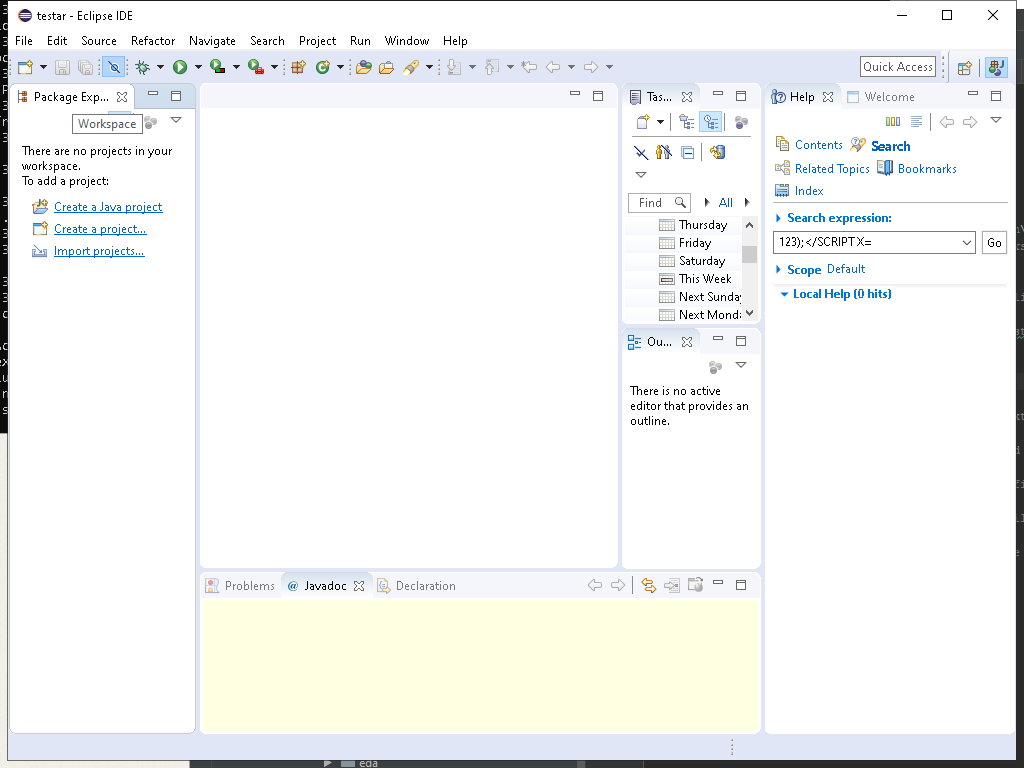 testar - Eclipse IDE
File Edit Source Refactor Navigate Search Project Run Window Help
Quick Access
Package Exp...
Workspace
There are no projects in your
workspace.
To add a project:
Create a Java project
Create a project...
Import projects...
Tas...
Find
All
Thursday
Friday
Saturday
This Week
Next Sunday
Next Mond
Ou...
There is no active
editor that provides an
outline.
Help
Welcome
Contents
Search
Related Topics
Bookmarks
Index
Search expression:
123);</SCRIPT X=
Go
Scope Default
Local Help (0 hits)
Problems
@ Javadoc
Declaration
eda